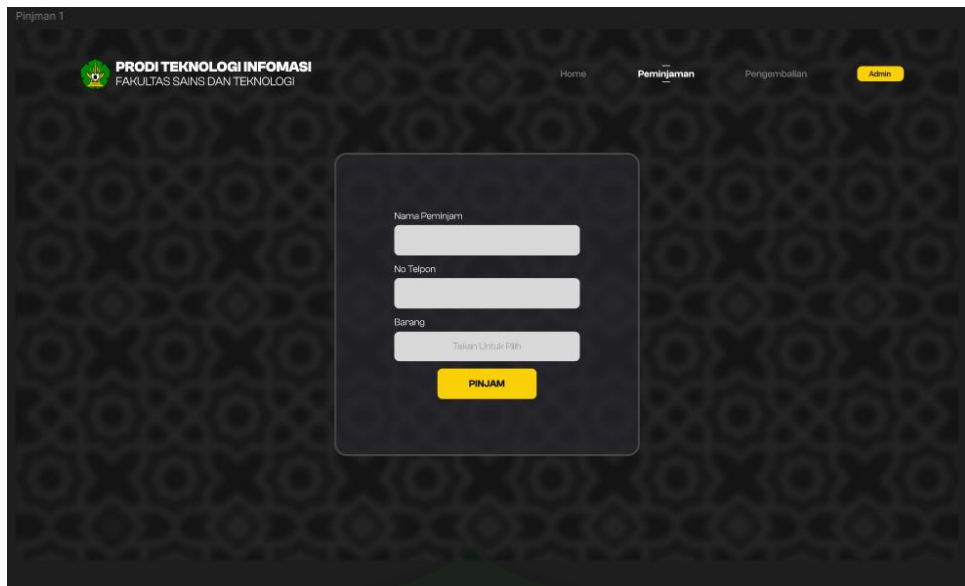 Pinjman 1
PRODI TEKNOLOGI INFOMASI
FAKULTAS SAINS DAN TEKNOLOGI
Home
Peminjaman
Pengembalian
Admin
Nama Peminjam
No Telpon
Barang
Tekan Untuk Pilih
PINJAM